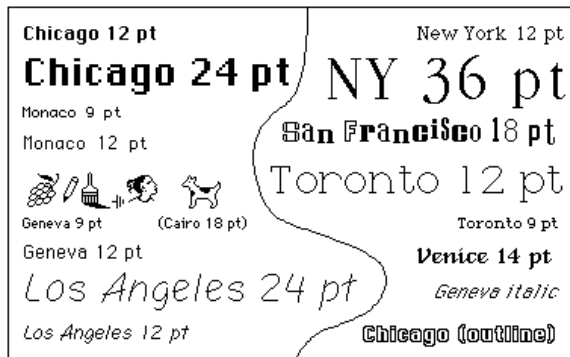 Chicago 12 pt
Chicago 24 pt
Monaco 9 pt
Monaco 12 pt
Geneva 9 pt (Cairo 18 pt)
Geneva 12 pt
Los Angeles 24 pt
Los Angeles 12 pt
New York 12 pt
NY 36 pt
San Francisco 18 pt
Toronto 12 pt
Toronto 9 pt
Venice 14 pt
Geneva italic
Chicago (outline)